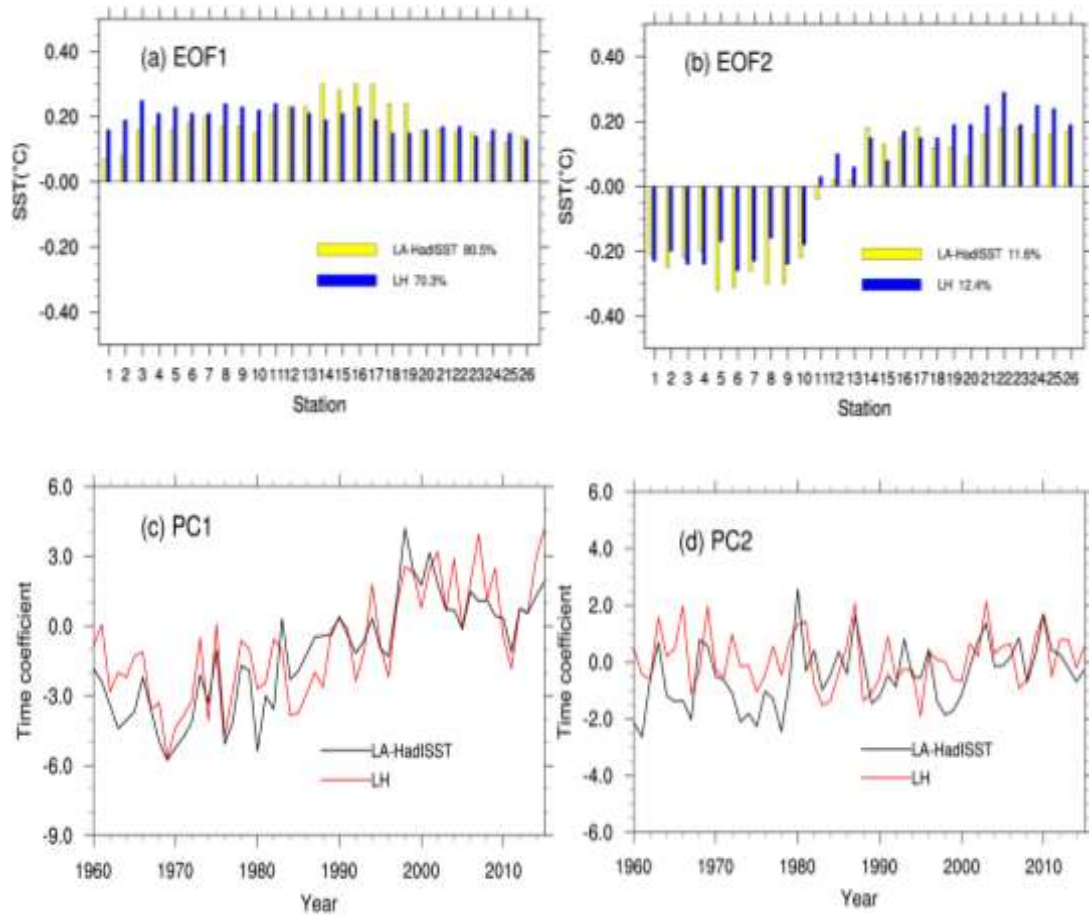 (a) EOF1
SST(°C)
0.40
0.20
-0.00
-0.20
-0.40
LA-HadISST 80.5%
LH 70.3%
1 2 3 4 5 6 7 8 9 10 11 12 13 14 15 16 17 18 19 20 21 22 23 24 25 26
Station
(b) EOF2
SST(°C)
0.40
0.20
-0.00
-0.20
-0.40
LA-HadISST 11.6%
LH 12.4%
1 2 3 4 5 6 7 8 9 10 11 12 13 14 15 16 17 18 19 20 21 22 23 24 25 26
Station
(c) PC1
Time coefficient
6.0
3.0
0.0
-3.0
-6.0
-9.0
LA-HadISST
LH
1960 1970 1980 1990 2000 2010
Year
(d) PC2
Time coefficient
6.0
4.0
2.0
0.0
-2.0
-4.0
-6.0
LA-HadISST
LH
1960 1970 1980 1990 2000 2010
Year